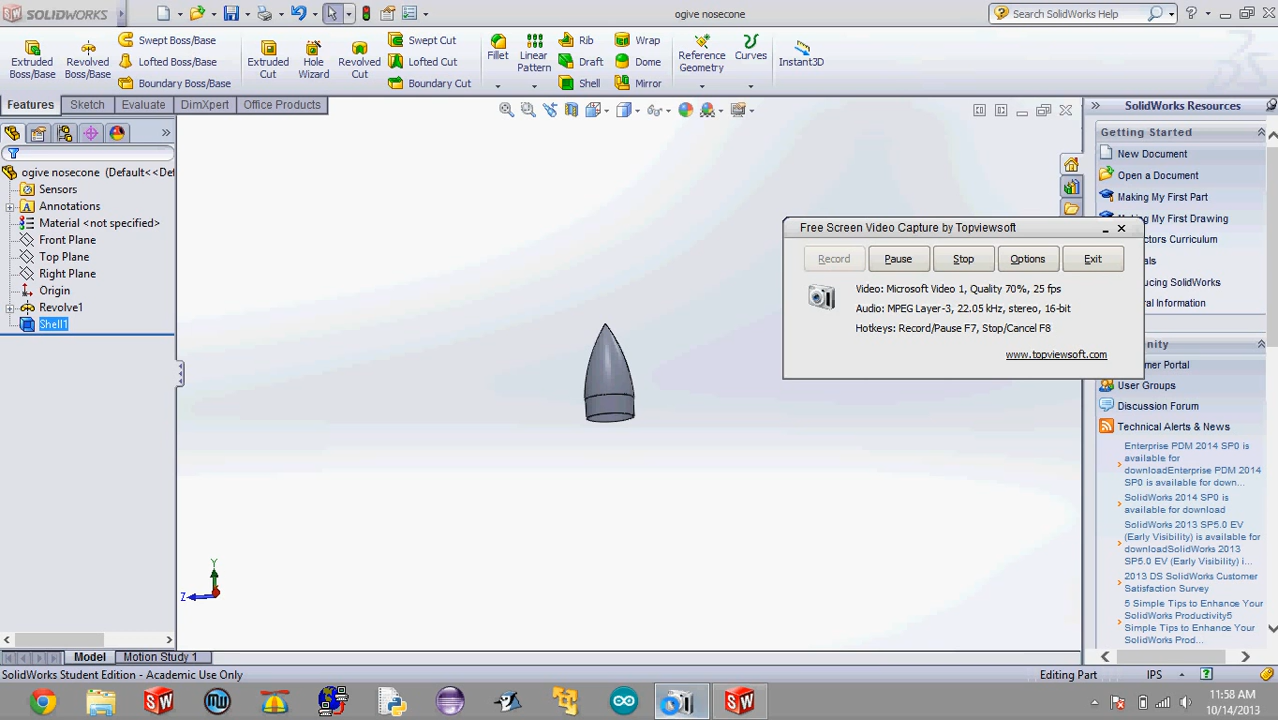 SOLIDWORKS
ogive nosecone
Search SolidWorks Help
Extruded Boss/Base
Revolved Boss/Base
Swept Boss/Base
Lofted Boss/Base
Boundary Boss/Base
Extruded Cut
Hole Wizard
Revolved Cut
Swept Cut
Lofted Cut
Boundary Cut
Fillet
Linear Pattern
Rib
Draft
Shell
Wrap
Dome
Mirror
Reference Geometry
Curves
Instant3D
Features
Sketch
Evaluate
DimXpert
Office Products
ogive nosecone (Default<<Def
Sensors
Annotations
Material <not specified>
Front Plane
Top Plane
Right Plane
Origin
Revolve1
Shell1
Y
Z
Free Screen Video Capture by Topviewsoft
Record
Pause
Stop
Options
Exit
Video: Microsoft Video 1, Quality 70%, 25 fps
Audio: MPEG Layer-3, 22.05 kHz, stereo, 16-bit
Hotkeys: Record/Pause F7, Stop/Cancel F8
www.topviewsoft.com
SolidWorks Resources
Getting Started
New Document
Open a Document
Making My First Part
Making My First Drawing
ctors Curriculum
als
ucing SolidWorks
ral Information
unity
mer Portal
User Groups
Discussion Forum
Technical Alerts & News
Enterprise PDM 2014 SP0 is
available for
downloadEnterprise PDM 2014
SP0 is available for down...
SolidWorks 2014 SP0 is
available for download
SolidWorks 2013 SP5.0 EV
(Early Visibility) is available for
downloadSolidWorks 2013
SP5.0 EV (Early Visibility) i...
2013 DS SolidWorks Customer
Satisfaction Survey
5 Simple Tips to Enhance Your
SolidWorks Productivity5
Simple Tips to Enhance Your
SolidWorks Prod...
Model
Motion Study 1
SolidWorks Student Edition - Academic Use Only
Editing Part
IPS
11:58 AM
10/14/2013